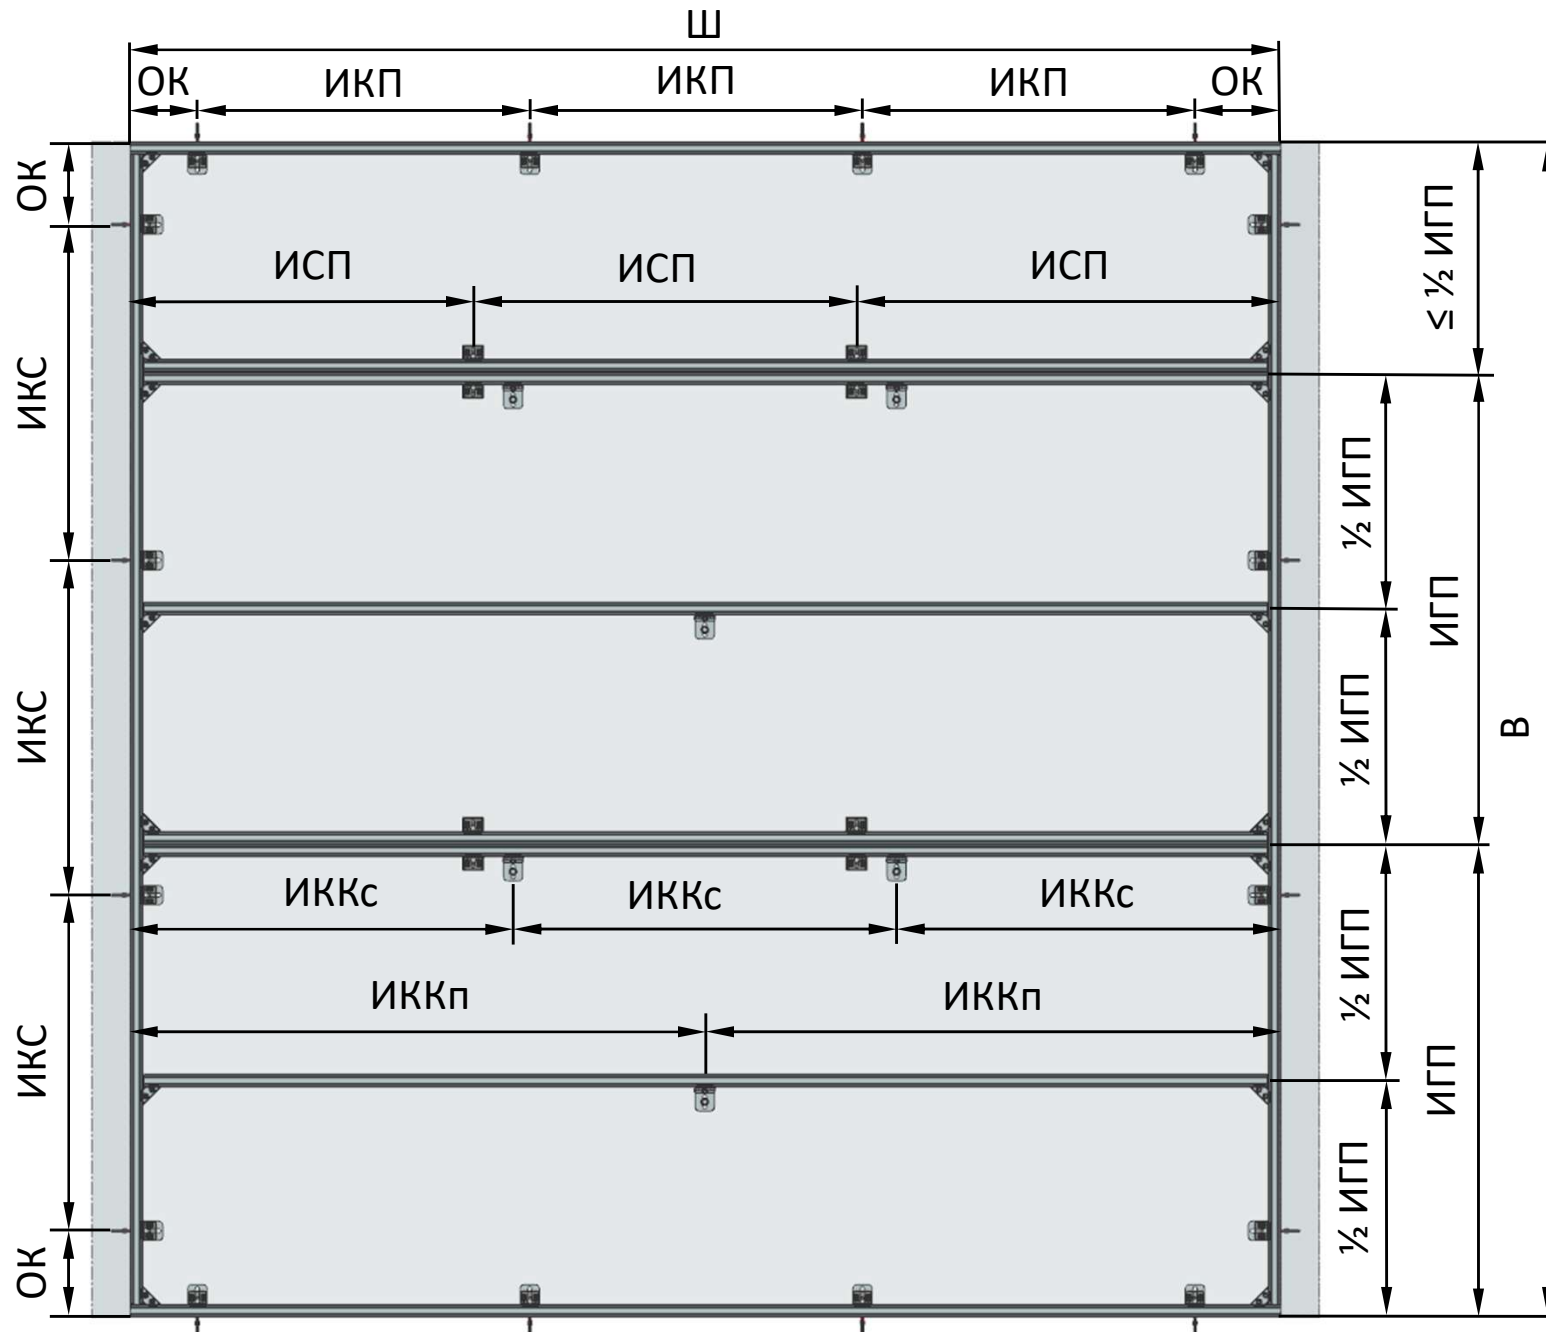 Ш
ОК ИКП ИКП ИКП ОК
ОК
≤ ½ ИГП
ИСП ИСП ИСП
ИКС
½ ИГП
ИГП
ИКС
½ ИГП
В
ИККс ИККс ИККс
½ ИГП
ИККп ИККп
ИКС
ИГП
½ ИГП
ОК